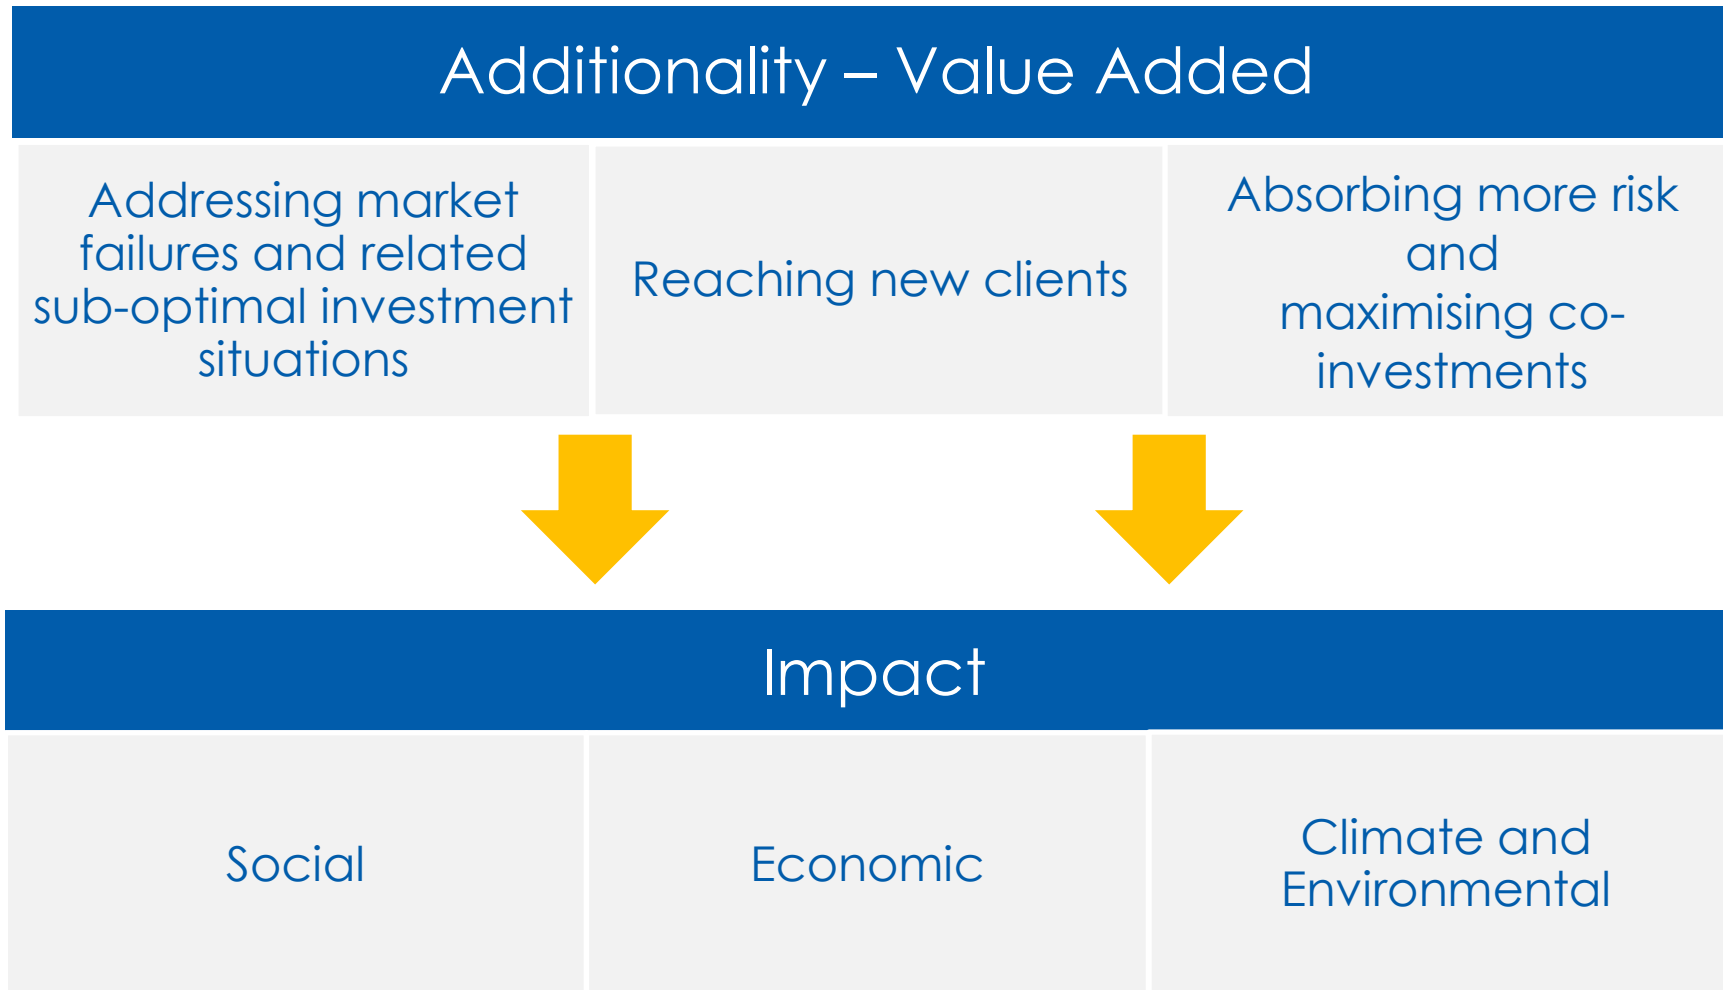 Additionality – Value Added
Addressing market
failures and related
sub-optimal investment
situations
Reaching new clients
Absorbing more risk
and
maximising co-
investments
Impact
Social
Economic
Climate and
Environmental